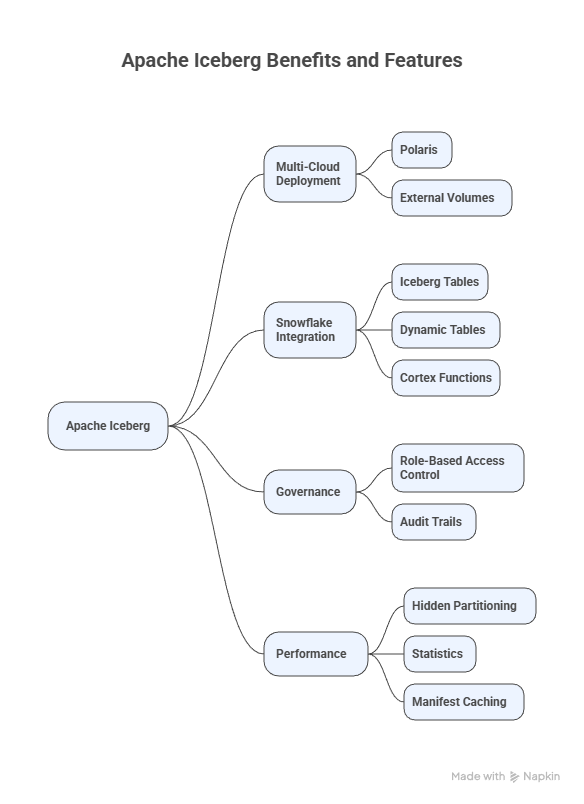 Apache Iceberg Benefits and Features
Multi-Cloud
Deployment
Polaris
External Volumes
Snowflake
Integration
Iceberg Tables
Dynamic Tables
Cortex Functions
Apache Iceberg
Governance
Role-Based Access
Control
Audit Trails
Performance
Hidden Partitioning
Statistics
Manifest Caching
Made with Napkin